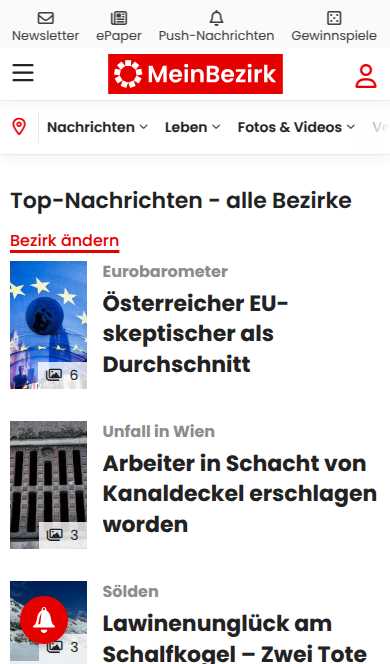 Newsletter ePaper Push-Nachrichten Gewinnspiele
MeinBezirk
Nachrichten Leben Fotos & Videos
Top-Nachrichten - alle Bezirke
Bezirk ändern
Eurobarometer
Österreicher EU-
skeptischer als
Durchschnitt
6
Unfall in Wien
Arbeiter in Schacht von
Kanaldeckel erschlagen
worden
3
Sölden
Lawinenunglück am
Schalfkogel – Zwei Tote
3